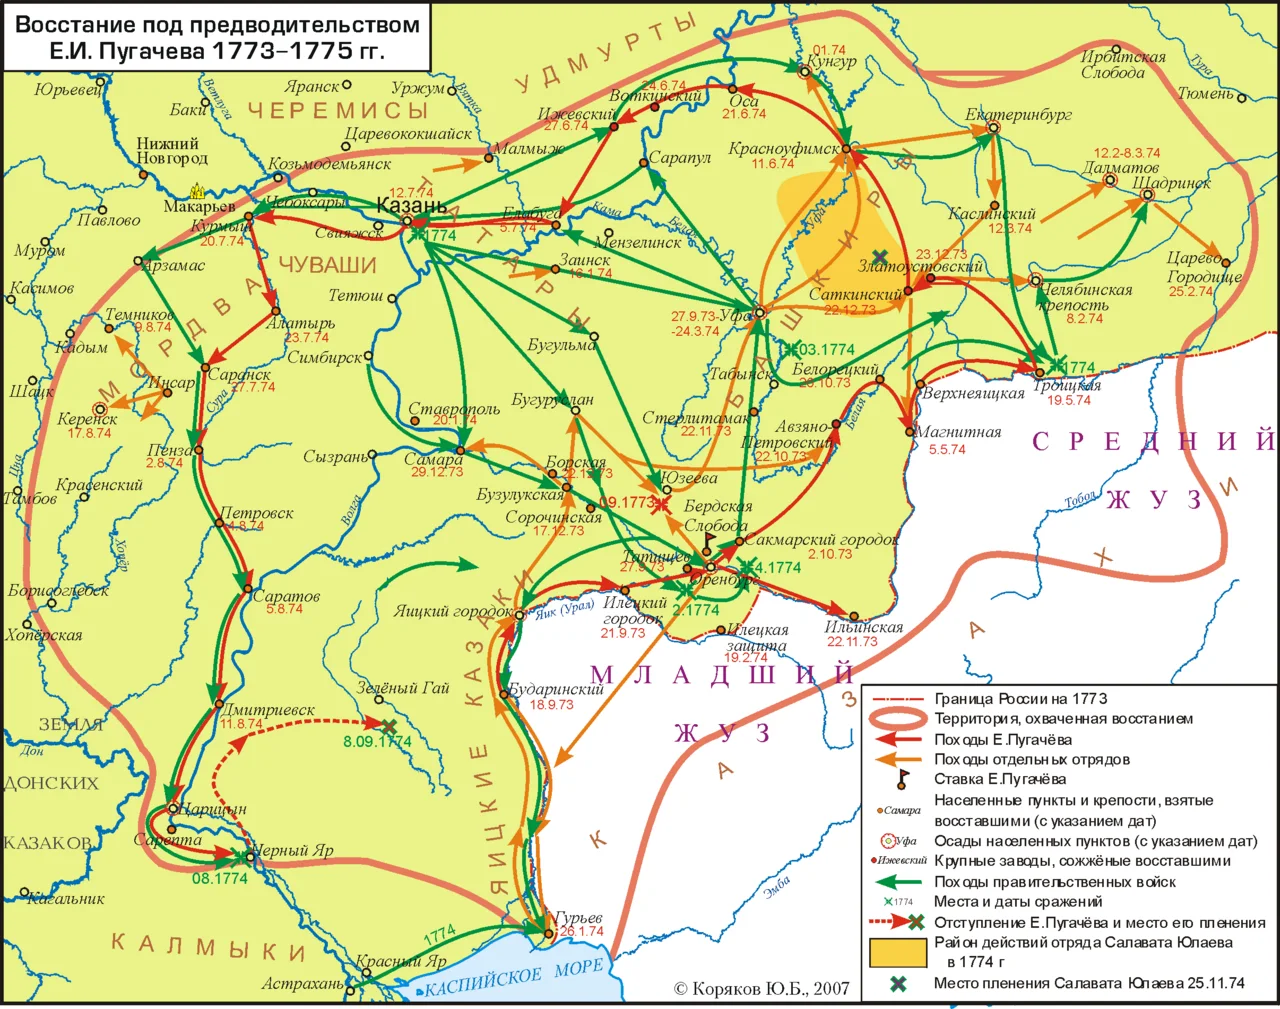 Восстание под предводительством
Е.И. Пугачева 1773–1775 гг.
УДМУРТЫ
01.74
Кунгур
Ирбитская
Слобода
Тура
Тюмень
Юрьевец
Ветлуга
Яранск
Уржум
Вятка
Баки
ЧЕРЕМИСЫ
24.6.74
Воткинский
Оса
21.6.74
Ижевский
27.6.74
Екатеринбург
Царевококшайск
Нижний
Новгород
Малмыж
Сарапул
Красноуфимск
11.6.74
12.2-8.3.74
Далматов
Шадринск
Козьмодемьянск
Макарьев
Чебоксары
12.7.74
Казань
1774
Павлово
Курмыш
20.7.74
Свияжск
ТАТАРЫ
Елабуга
5.7.74
Кама
Белая
Уфа
Каслинский
12.3.74
Муром
Арзамас
ЧУВАШИ
Мензелинск
Заинск
16.1.74
БАШКИРЫ
23.12.73
Златоустовский
Царёво
Городище
25.2.74
Касимов
Тетюш
Саткинский
22.12.73
Челябинская
крепость
8.2.74
Темников
9.8.74
МОРДВА
Алатырь
23.7.74
27.9.73-Уфа
-24.3.74
Кадым
Симбирск
Бугульма
03.1774
Шацк
Инсар
Саранск
27.7.74
Сура
Табынск
Белорецкий
28.10.73
1774
Троицкая
19.5.74
Верхнеяицкая
Керенск
17.8.74
Ставрополь
20.1.74
Бугуруслан
Стерлитамак
22.11.73
Авзяно-
Петровский
22.10.73
Белая
Магнитная
5.5.74
СРЕДНИЙ
ЖУЗ
Пенза
2.8.74
Сызрань
Самара
29.12.73
Борская
22.12.73
Цна
Тамбов
Красенский
Волга
Бузулукская
Сорочинская
17.12.73
Юзеева
09.1773
Бердская
Слобода
Тобол
Петровск
4.8.74
Хопёр
Сакмарский городок
2.10.73
Татищев
27.9.73
Оренбург
4.1774
2.1774
Борисоглебск
Саратов
5.8.74
Яицкий городок
Яик (Урал)
Илецкий
городок
21.9.73
Илецкая
защита
19.2.74
Ильинская
22.11.73
Хопёрская
МЛАДШИЙ
ЖУЗ
КАЗАХИ
Зелёный Гай
8.09.1774
Бударинский
18.9.73
Дмитриевск
11.8.74
ЗЕМЛЯ
ДОНСКИХ
КАЗАКОВ
Дон
ЯИЦКИЕ КАЗАКИ
Царицын
Сарепта
Черный Яр
08.1774
Кагальник
Эмба
КАЛМЫКИ
Гурьев
26.1.74
1774
Красный Яр
Астрахань
КАСПИЙСКОЕ МОРЕ
© Коряков Ю.Б., 2007
Граница России на 1773
Территория, охваченная восстанием
Походы Е.Пугачёва
Походы отдельных отрядов
Ставка Е.Пугачёва
Самара
Населенные пункты и крепости, взятые
восставшими (с указанием дат)
Уфа
Осады населенных пунктов (с указанием дат)
Ижевский
Крупные заводы, сожжёные восставшими
Походы правительственных войск
1774
Места и даты сражений
Отступление Е.Пугачёва и место его пленения
Район действий отряда Салавата Юлаева
в 1774 г
Место пленения Салавата Юлаева 25.11.74